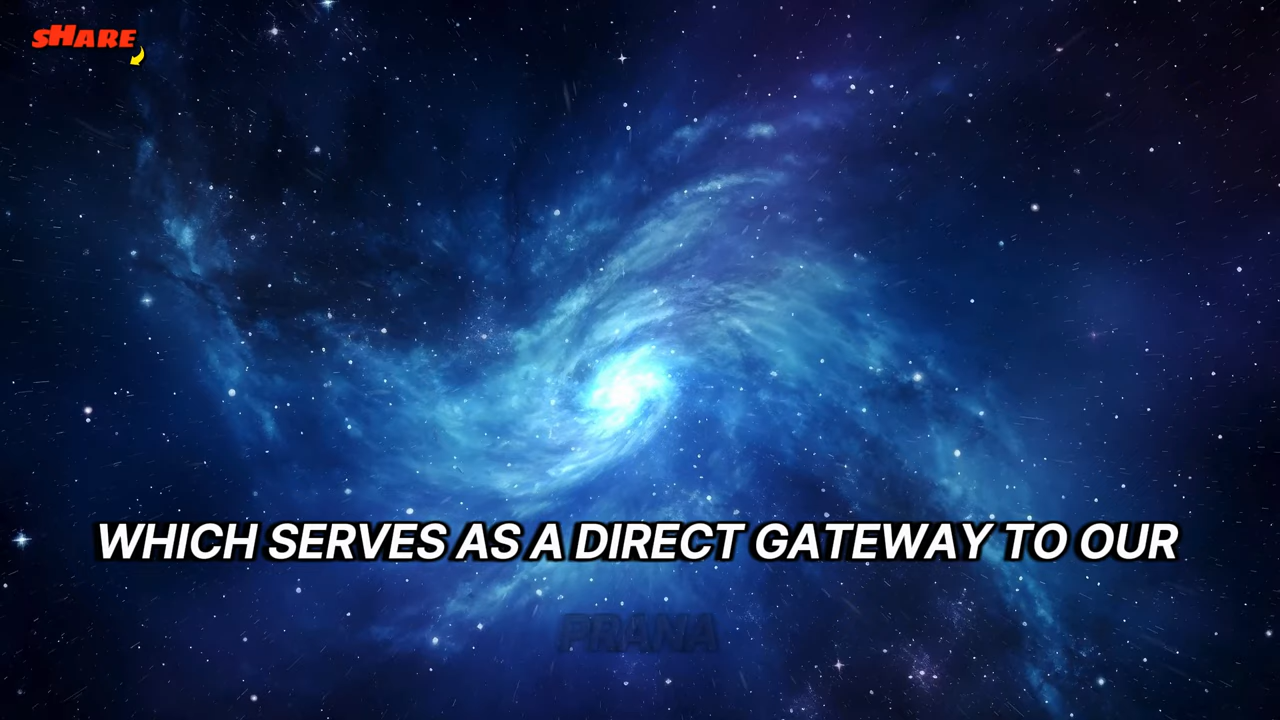 SHARE
WHICH SERVES AS A DIRECT GATEWAY TO OUR
PRANA